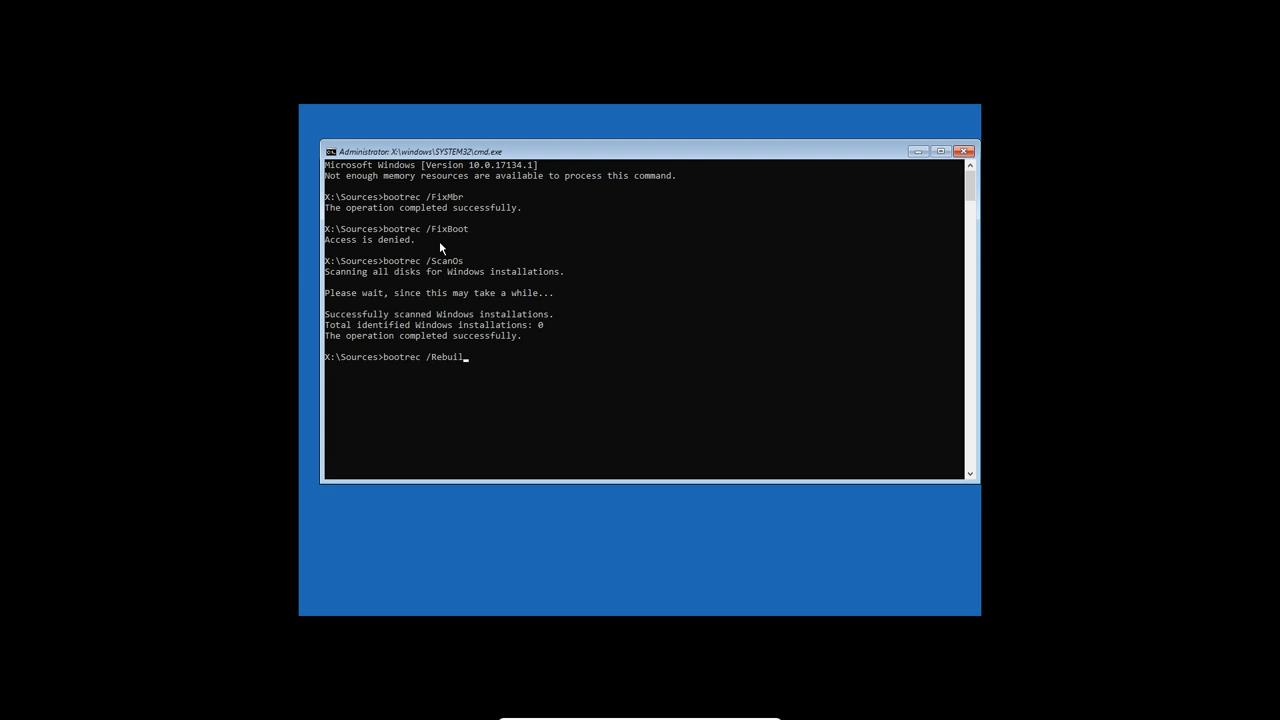 Administrator: X:\windows\SYSTEM32\cmd.exe
Microsoft Windows [Version 10.0.17134.1]
Not enough memory resources are available to process this command.
X:\Sources>bootrec /FixMbr
The operation completed successfully.
X:\Sources>bootrec /FixBoot
Access is denied.
X:\Sources>bootrec /ScanOs
Scanning all disks for Windows installations.
Please wait, since this may take a while...
Successfully scanned Windows installations.
Total identified Windows installations: 0
The operation completed successfully.
X:\Sources>bootrec /Rebuil